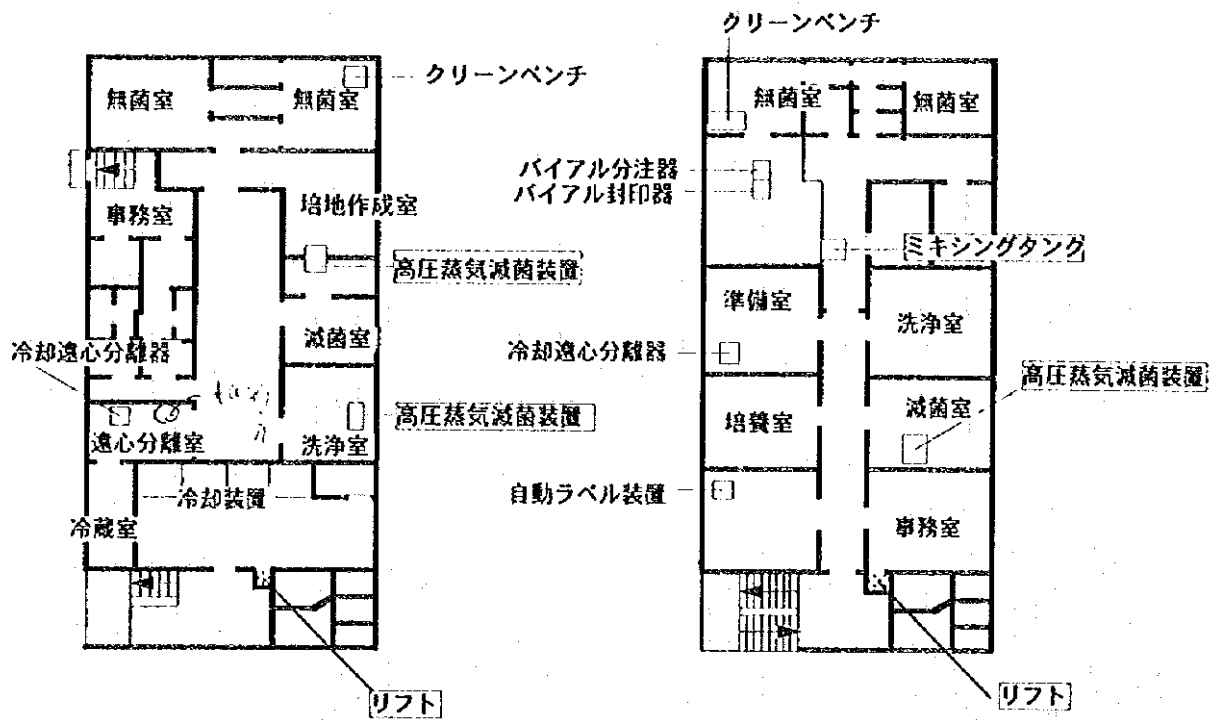 クリーンベンチ
無菌室
無菌室
事務室
培地作成室
高圧蒸気滅菌装置
滅菌室
冷却遠心分離器
高圧蒸気滅菌装置
遠心分離室
洗浄室
冷却装置
冷蔵室
リフト
クリーンベンチ
無菌室
無菌室
バイアル分注器
バイアル封印器
ミキシングタンク
準備室
洗浄室
冷却遠心分離器
高圧蒸気滅菌装置
滅菌室
培養室
自動ラベル装置
事務室
リフト